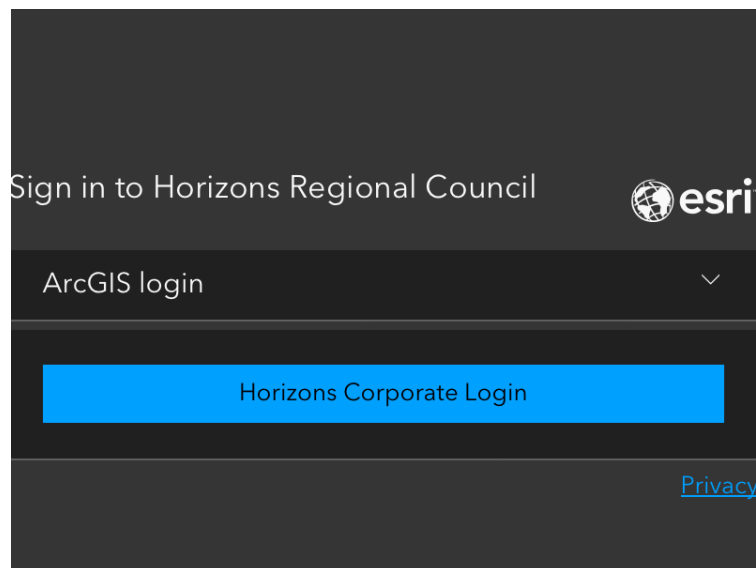 Sign in to Horizons Regional Council
esri
ArcGIS login
Horizons Corporate Login
Privacy